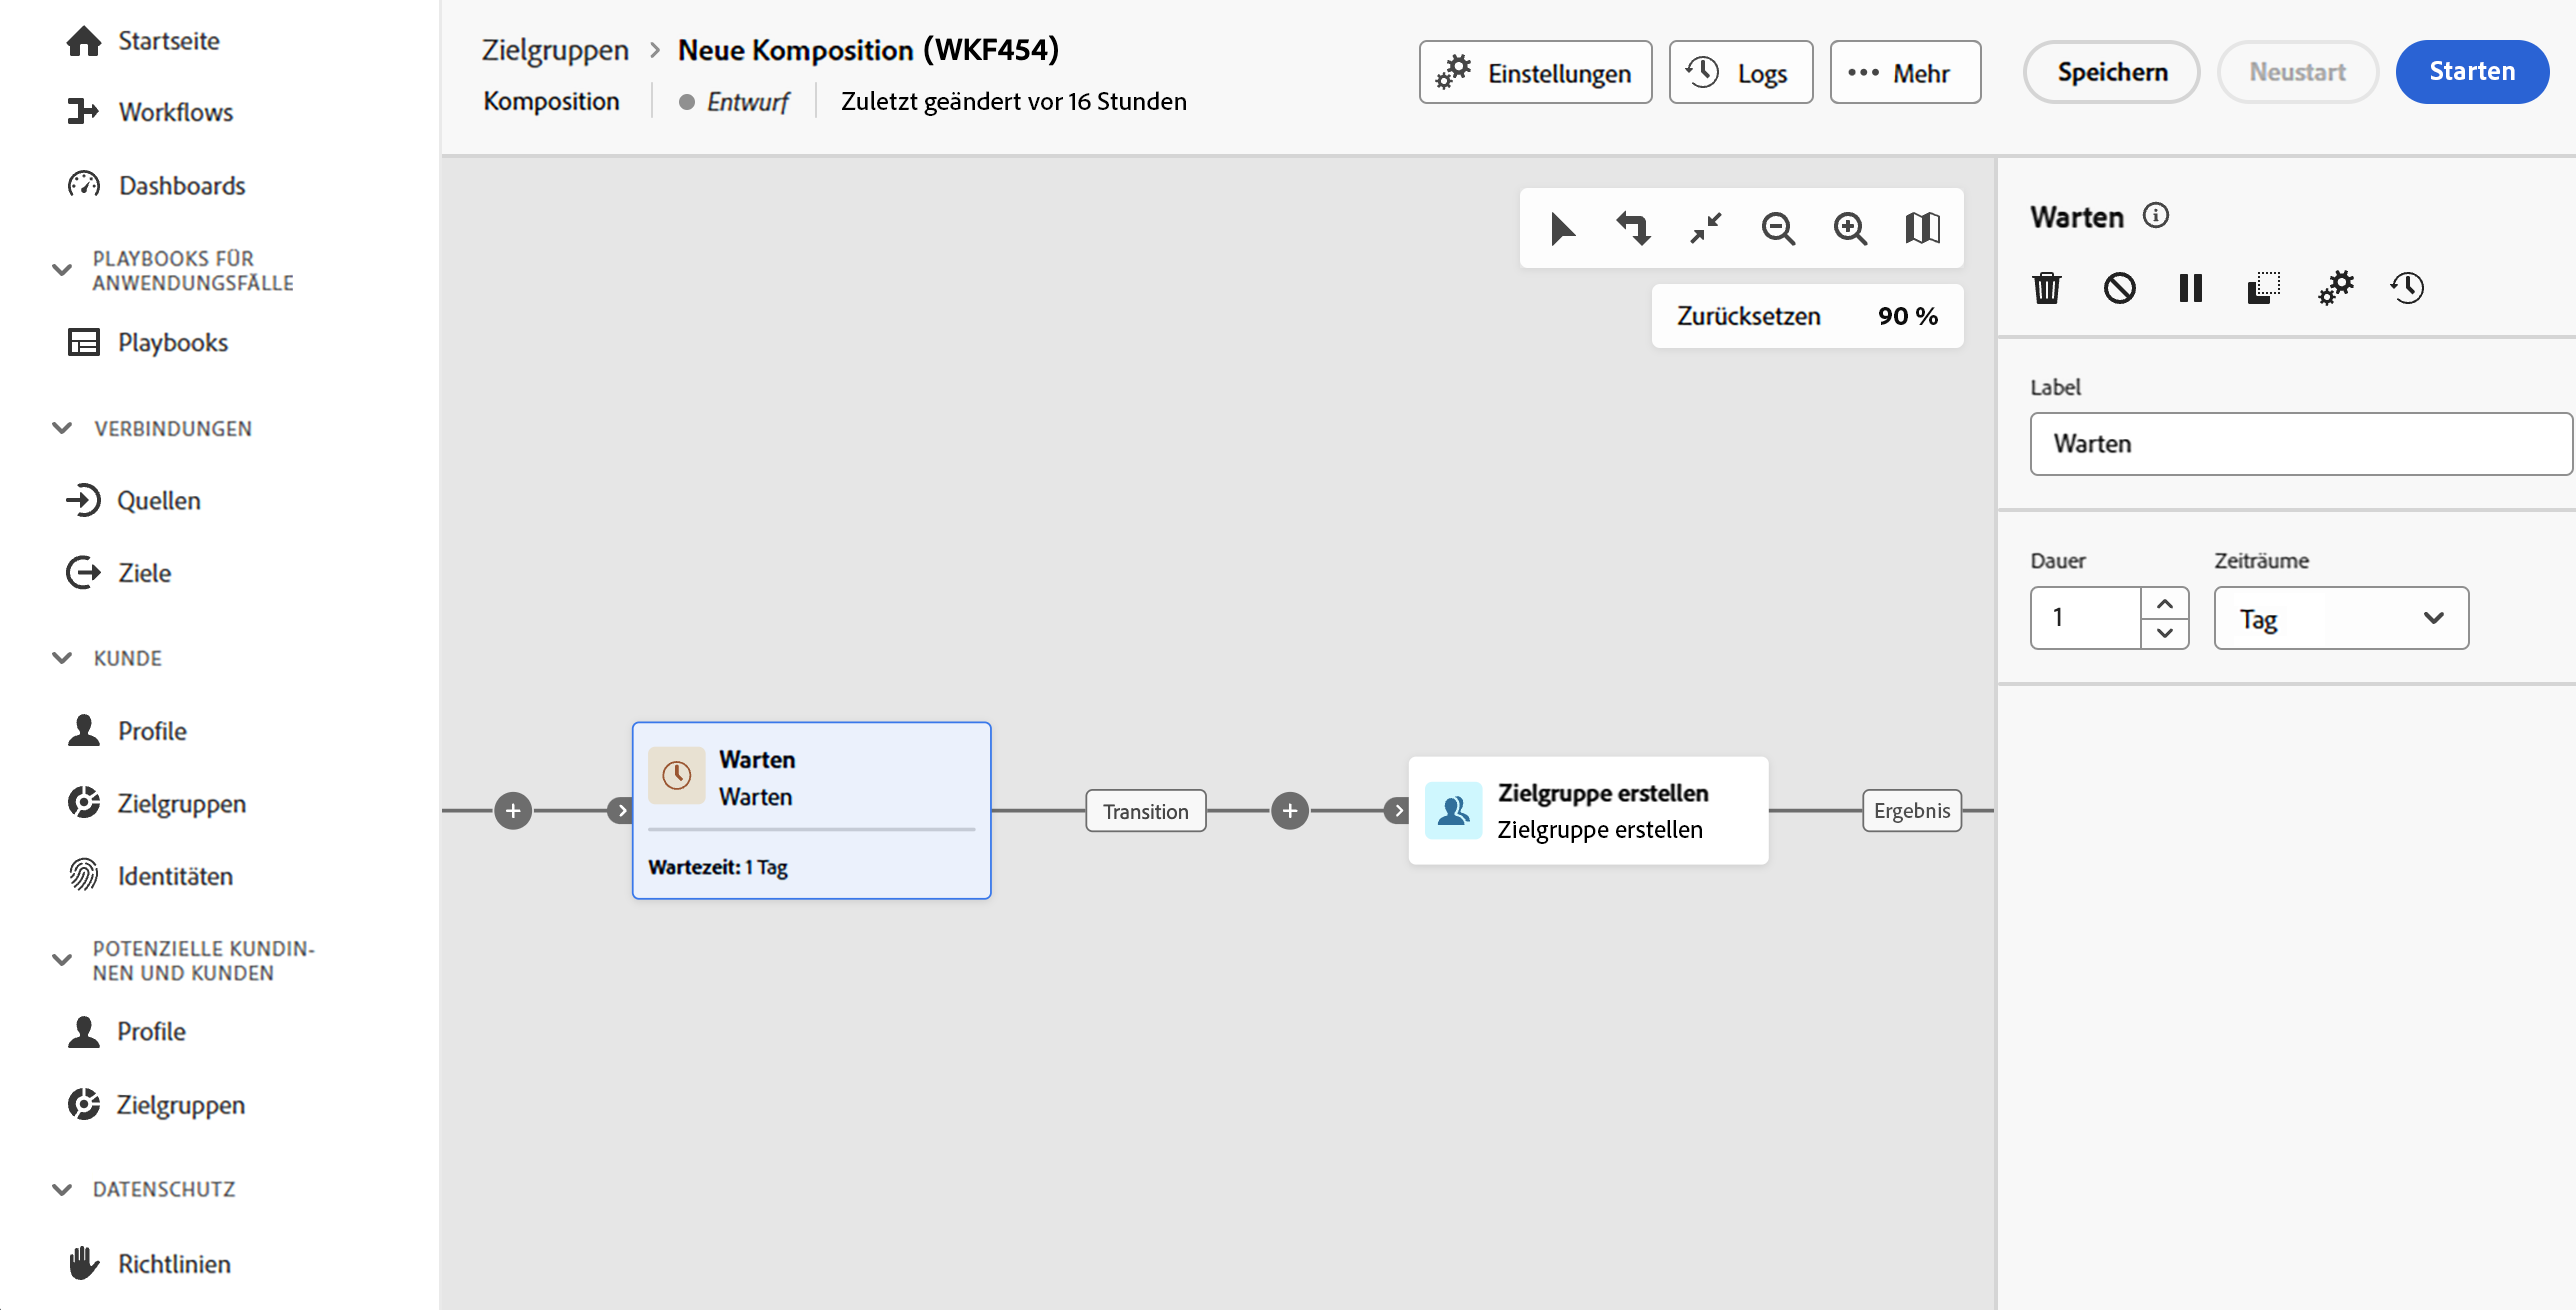 Startseite
Workflows
Dashboards
PLAYBOOKS FÜR
ANWENDUNGSFÄLLE
Playbooks
VERBINDUNGEN
Quellen
Ziele
KUNDE
Profile
Zielgruppen
Identitäten
POTENZIELLE KUNDIN-
NEN UND KUNDEN
Profile
Zielgruppen
DATENSCHUTZ
Richtlinien
Zielgruppen > Neue Komposition (WKF454)
Komposition Entwurf Zuletzt geändert vor 16 Stunden
Einstellungen Logs Mehr Speichern Neustart Starten
Zurücksetzen 90 %
Warten
Warten
Wartezeit: 1 Tag
Transition
Zielgruppe erstellen
Zielgruppe erstellen
Ergebnis
Warten
Label
Warten
Dauer Zeiträume
1 Tag